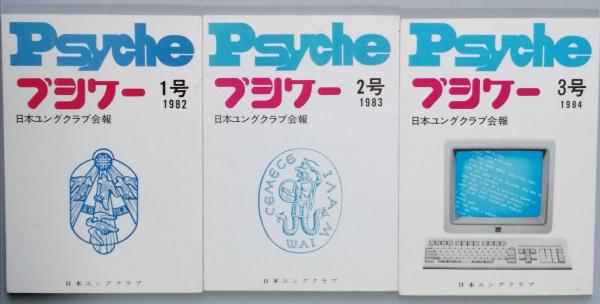 Psyche
プシケー 1号
1982
日本ユングクラブ会報
日本ユングクラブ
Psyche
プシケー 2号
1983
日本ユングクラブ会報
CEMECE
日本ユングクラブ
Psyche
プシケー 3号
1984
日本ユングクラブ会報
日本ユングクラブ